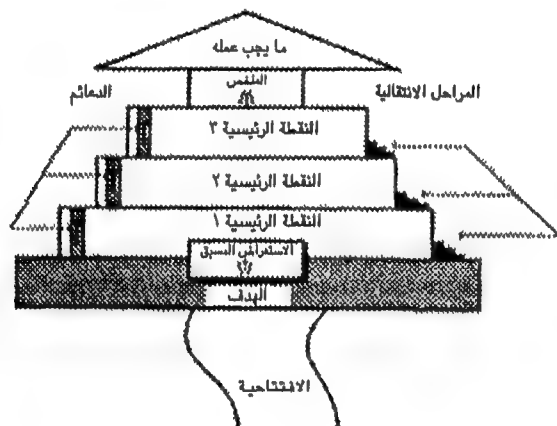 ما يجب عمله
الملخص
المراحل الانتقالية
الدعائم
النقطة الرئيسية ٣
النقطة الرئيسية ٢
النقطة الرئيسية ١
الاستعراض المسبق
الهدف
الافتتاحية